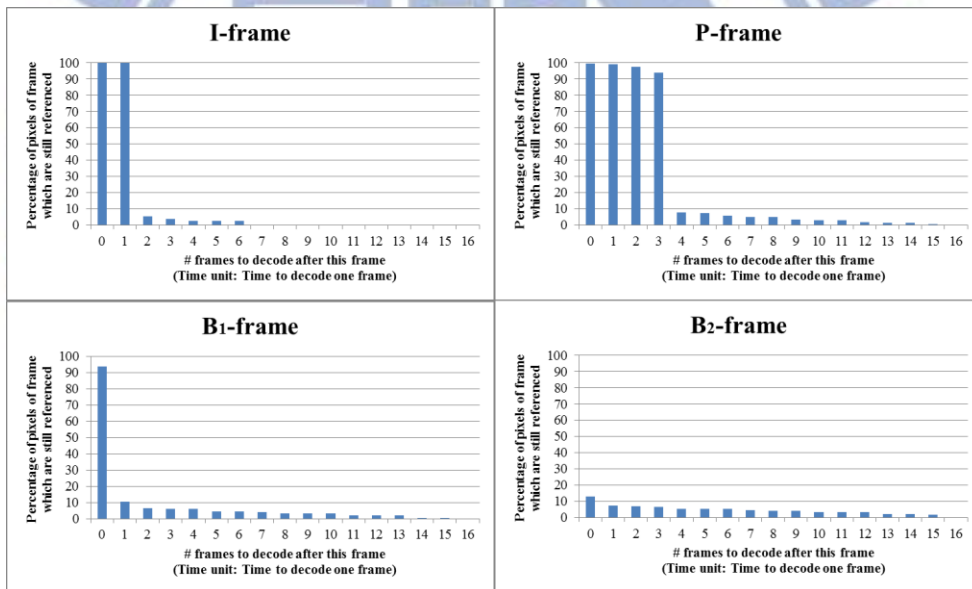 I-frame
Percentage of pixels of frame
which are still referenced
100
90
80
70
60
50
40
30
20
10
0
0 1 2 3 4 5 6 7 8 9 10 11 12 13 14 15 16
# frames to decode after this frame
(Time unit: Time to decode one frame)
P-frame
Percentage of pixels of frame
which are still referenced
100
90
80
70
60
50
40
30
20
10
0
0 1 2 3 4 5 6 7 8 9 10 11 12 13 14 15 16
# frames to decode after this frame
(Time unit: Time to decode one frame)
B1-frame
Percentage of pixels of frame
which are still referenced
100
90
80
70
60
50
40
30
20
10
0
0 1 2 3 4 5 6 7 8 9 10 11 12 13 14 15 16
# frames to decode after this frame
(Time unit: Time to decode one frame)
B2-frame
Percentage of pixels of frame
which are still referenced
100
90
80
70
60
50
40
30
20
10
0
0 1 2 3 4 5 6 7 8 9 10 11 12 13 14 15 16
# frames to decode after this frame
(Time unit: Time to decode one frame)